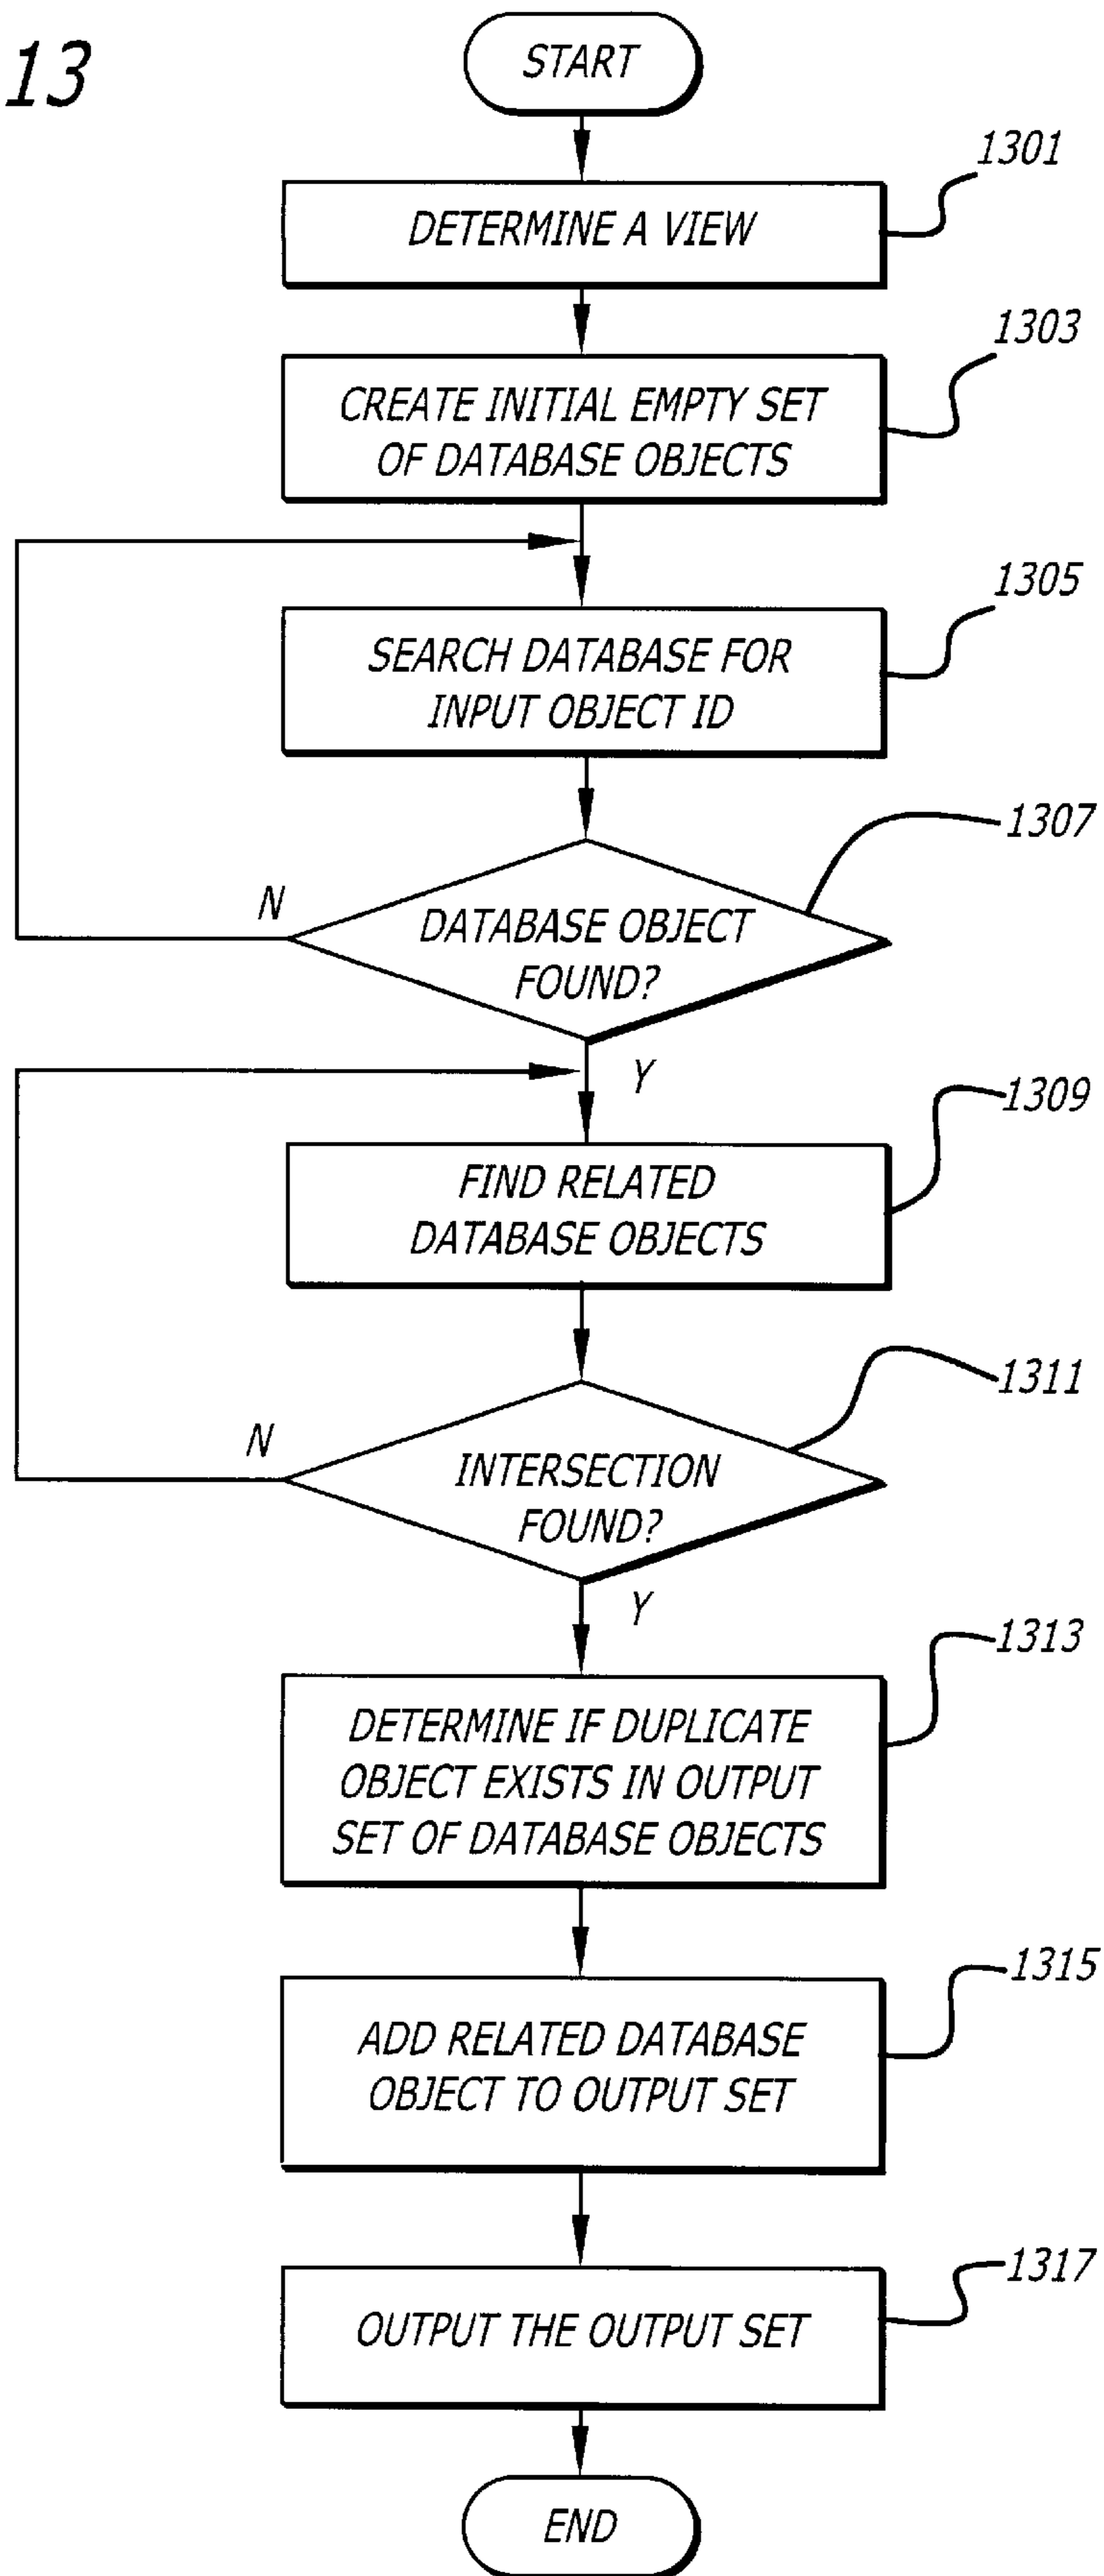 13
START
1301
DETERMINE A VIEW
1303
CREATE INITIAL EMPTY SET
OF DATABASE OBJECTS
1305
SEARCH DATABASE FOR
INPUT OBJECT ID
1307
N
DATABASE OBJECT
FOUND?
Y
1309
FIND RELATED
DATABASE OBJECTS
1311
N
INTERSECTION
FOUND?
Y
1313
DETERMINE IF DUPLICATE
OBJECT EXISTS IN OUTPUT
SET OF DATABASE OBJECTS
1315
ADD RELATED DATABASE
OBJECT TO OUTPUT SET
1317
OUTPUT THE OUTPUT SET
END